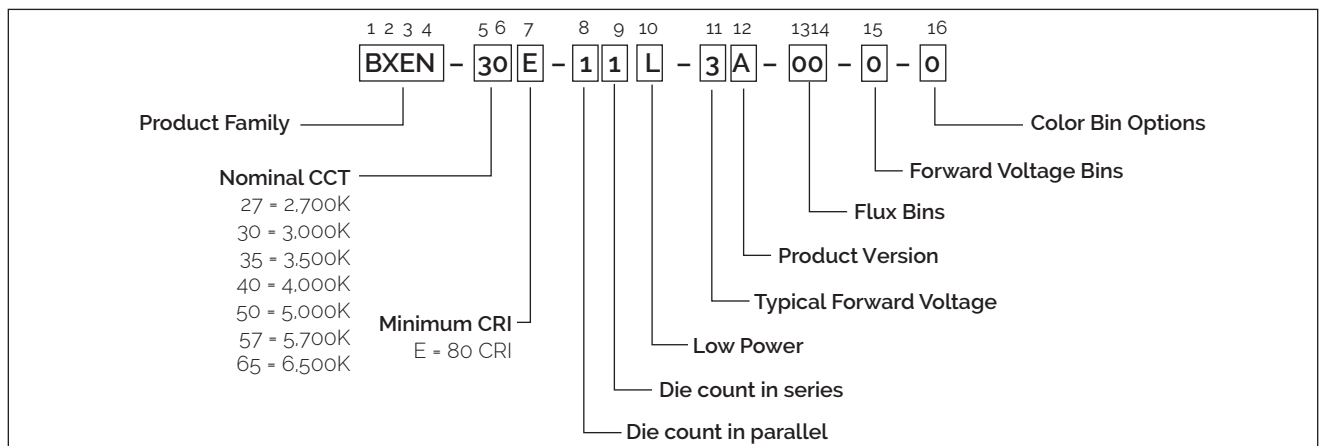 1 2 3 4 5 6 7 8 9 10 11 12 1314 15 16
BXEN – 30 E – 1 1 L – 3 A – 00 – 0 – 0
Product Family
Color Bin Options
Nominal CCT
27 = 2,700K
30 = 3,000K
35 = 3,500K
40 = 4,000K
50 = 5,000K
57 = 5,700K
65 = 6,500K
Minimum CRI
E = 80 CRI
Forward Voltage Bins
Flux Bins
Product Version
Typical Forward Voltage
Low Power
Die count in series
Die count in parallel